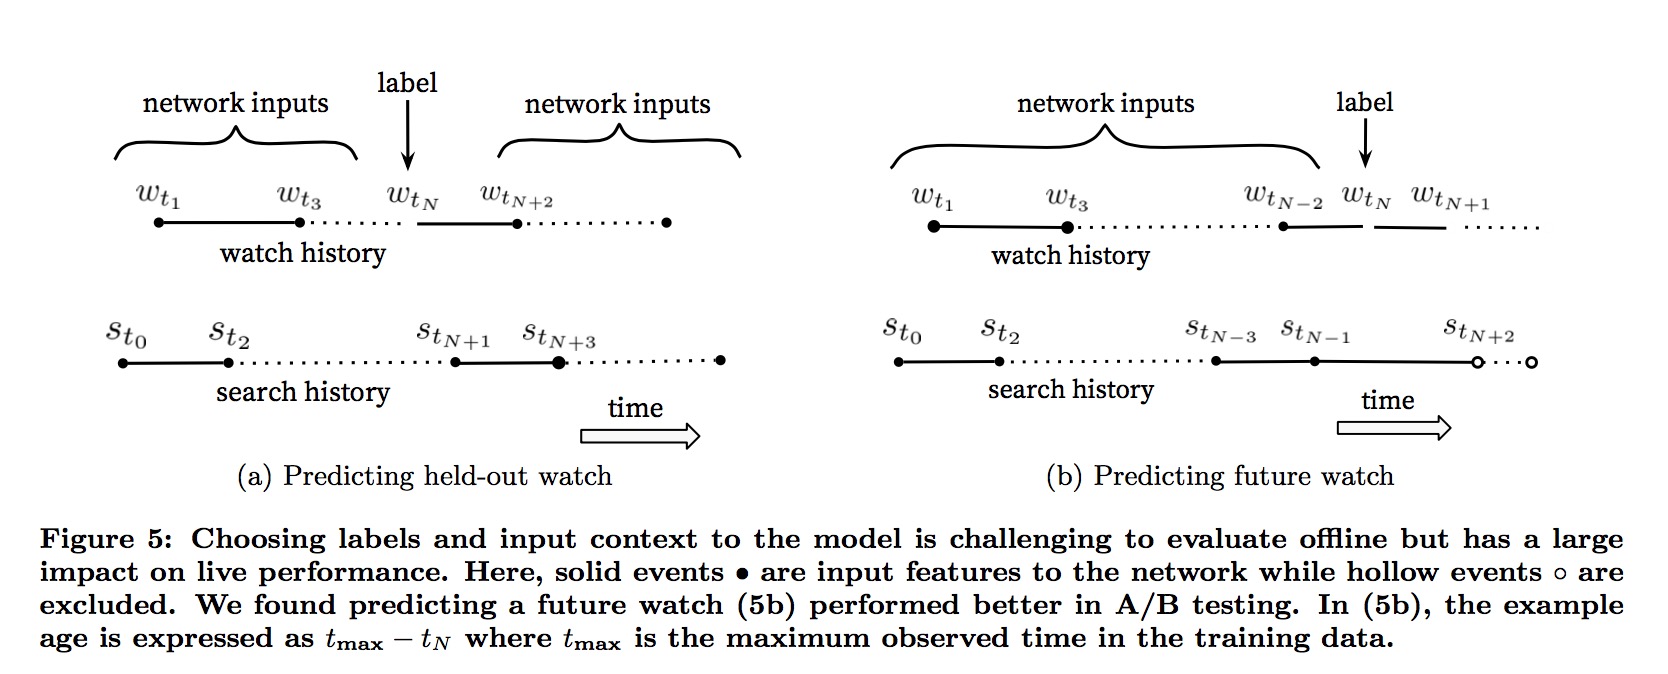 label
network inputs network inputs
w_{t_1} w_{t_3} w_{t_N} w_{t_{N+2}}
watch history
s_{t_0} s_{t_2} s_{t_{N+1}} s_{t_{N+3}}
search history
time
(a) Predicting held-out watch
network inputs label
w_{t_1} w_{t_3} w_{t_{N-2}} w_{t_N} w_{t_{N+1}}
watch history
s_{t_0} s_{t_2} s_{t_{N-3}} s_{t_{N-1}} s_{t_{N+2}}
search history
time
(b) Predicting future watch
Figure 5: Choosing labels and input context to the model is challenging to evaluate offline but has a large
impact on live performance. Here, solid events • are input features to the network while hollow events ◦ are
excluded. We found predicting a future watch (5b) performed better in A/B testing. In (5b), the example
age is expressed as t_{max} − t_N where t_{max} is the maximum observed time in the training data.